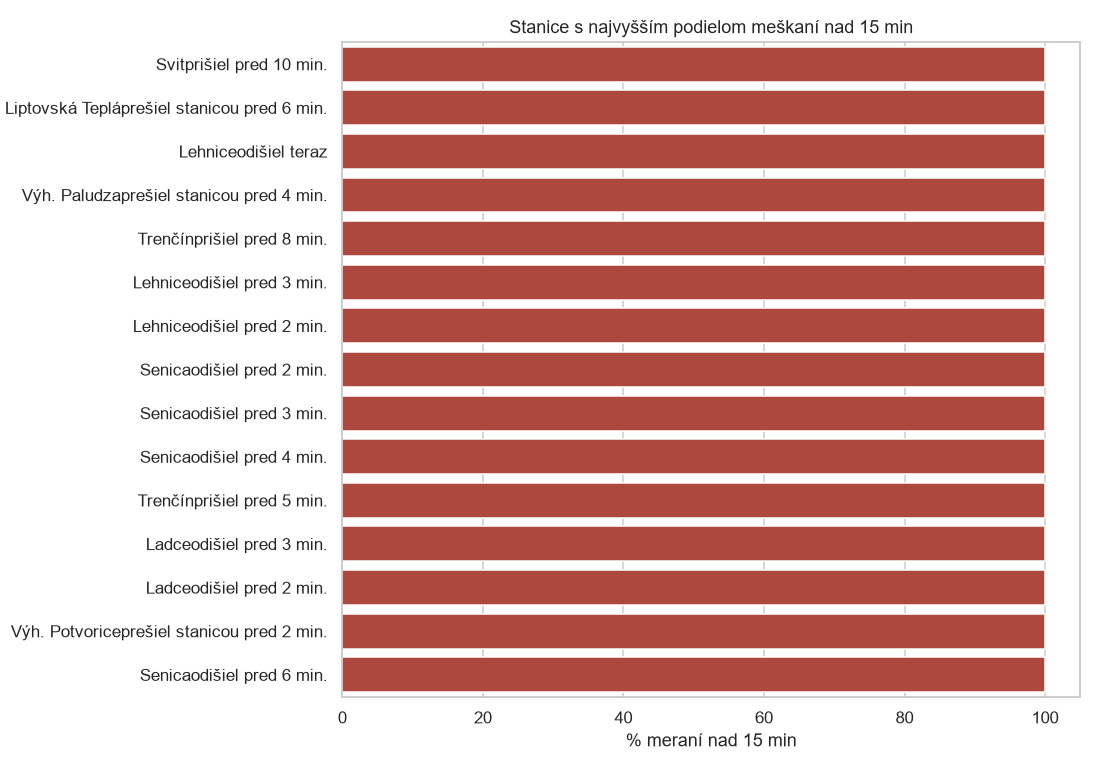 Stanice s najvyšším podielom meškaní nad 15 min
Svitprišiel pred 10 min.
Liptovská Tepláprešiel stanicou pred 6 min.
Lehniceodišiel teraz
Výh. Paludzaprešiel stanicou pred 4 min.
Trenčínprišiel pred 8 min.
Lehniceodišiel pred 3 min.
Lehniceodišiel pred 2 min.
Senicaodišiel pred 2 min.
Senicaodišiel pred 3 min.
Senicaodišiel pred 4 min.
Trenčínprišiel pred 5 min.
Ladceodišiel pred 3 min.
Ladceodišiel pred 2 min.
Výh. Potvoriceprešiel stanicou pred 2 min.
Senicaodišiel pred 6 min.
0 20 40 60 80 100
% meraní nad 15 min